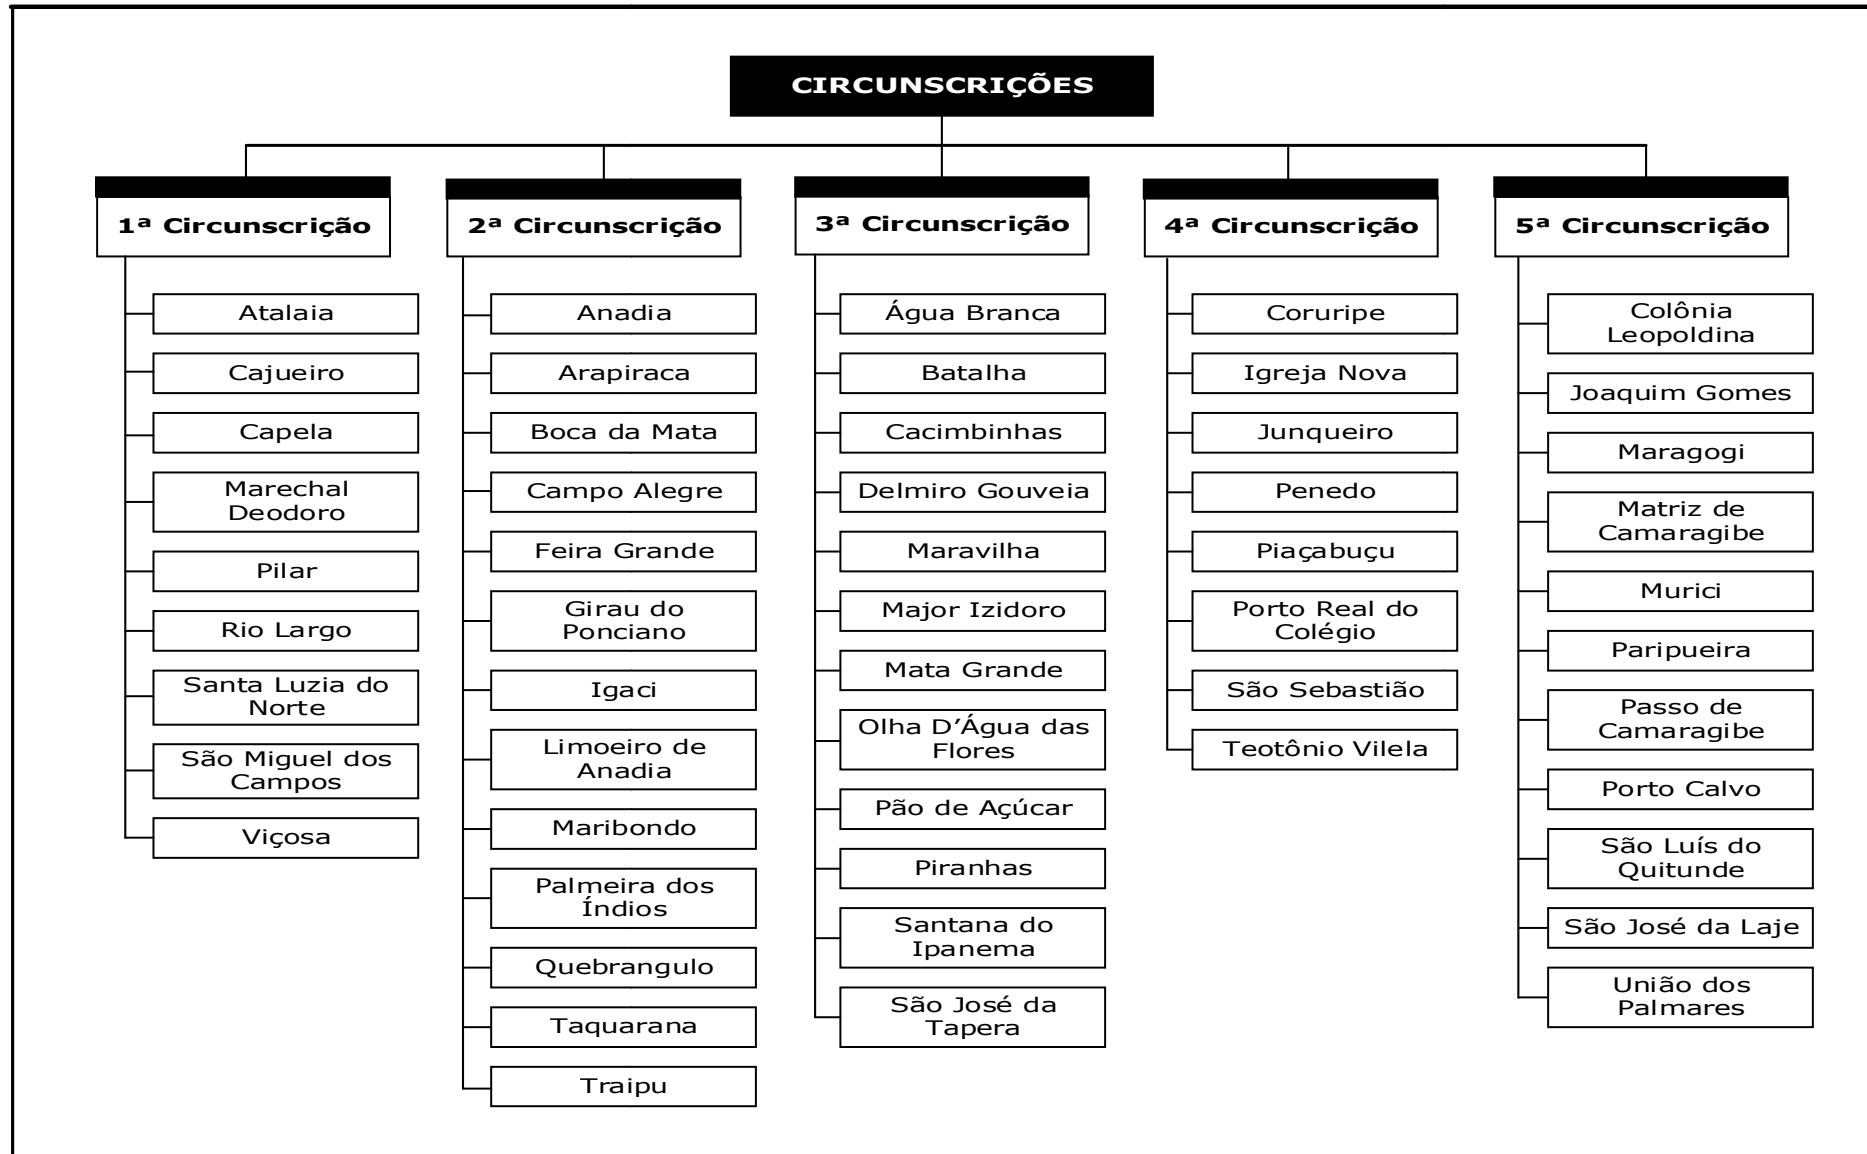 CIRCUNSCRIÇÕES
1ª Circunscrição
Atalaia
Cajueiro
Capela
Marechal
Deodoro
Pilar
Rio Largo
Santa Luzia do
Norte
São Miguel dos
Campos
Viçosa
2ª Circunscrição
Anadia
Arapiraca
Boca da Mata
Campo Alegre
Feira Grande
Girau do
Ponciano
Igaci
Limoeiro de
Anadia
Maribondo
Palmeira dos
Índios
Quebrangulo
Taquarana
Traipu
3ª Circunscrição
Água Branca
Batalha
Cacimbinhas
Delmiro Gouveia
Maravilha
Major Izidoro
Mata Grande
Olha D’Água das
Flores
Pão de Açúcar
Piranhas
Santana do
Ipanema
São José da
Tapera
4ª Circunscrição
Coruripe
Igreja Nova
Junqueiro
Penedo
Piaçabuçu
Porto Real do
Colégio
São Sebastião
Teotônio Vilela
5ª Circunscrição
Colônia
Leopoldina
Joaquim Gomes
Maragogi
Matriz de
Camaragibe
Murici
Paripueira
Passo de
Camaragibe
Porto Calvo
São Luís do
Quitunde
São José da Laje
União dos
Palmares